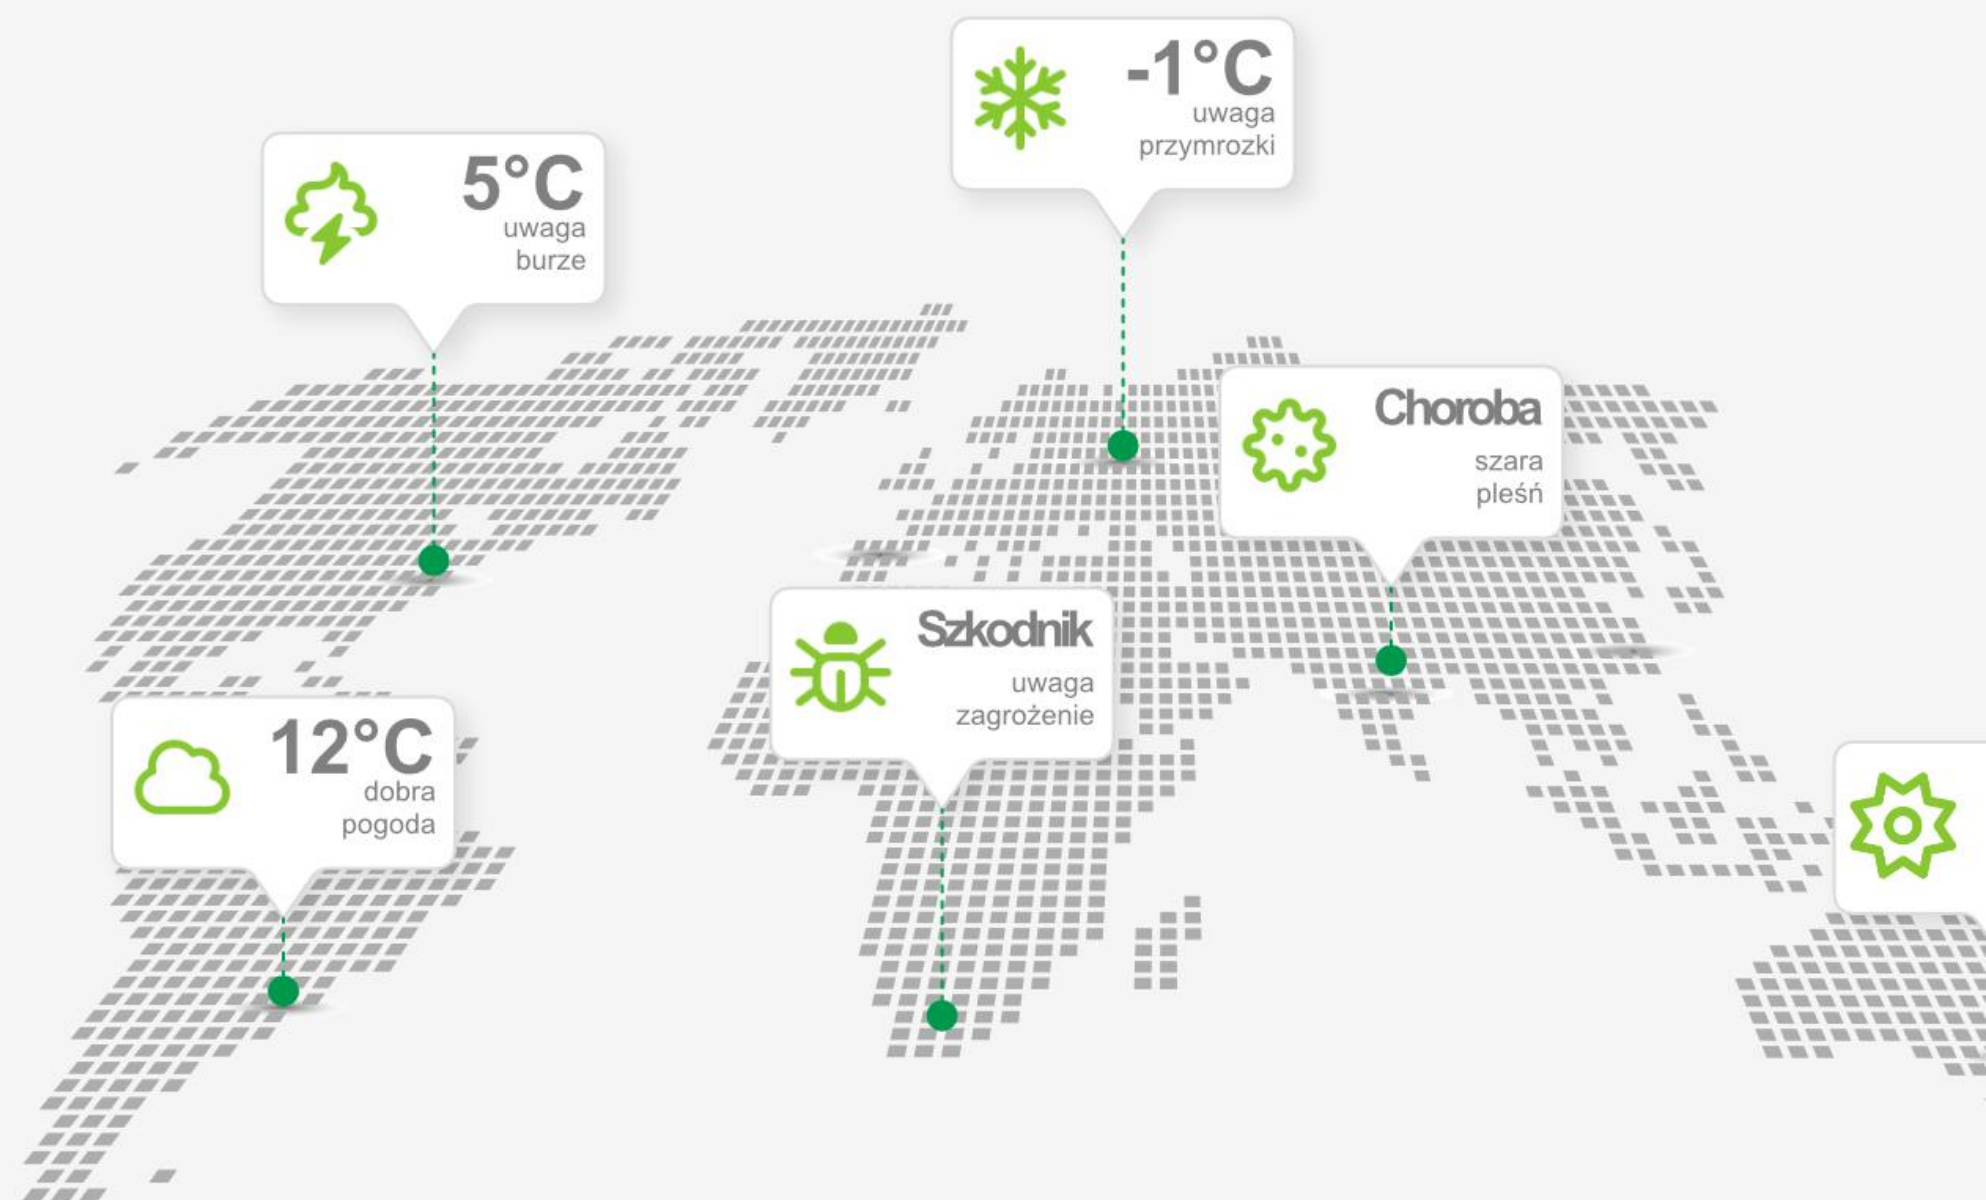 -1°C
uwaga
przymrozki
5°C
uwaga
burze
Choroba
szara
pleśń
Szkodnik
uwaga
zagrożenie
12°C
dobra
pogoda